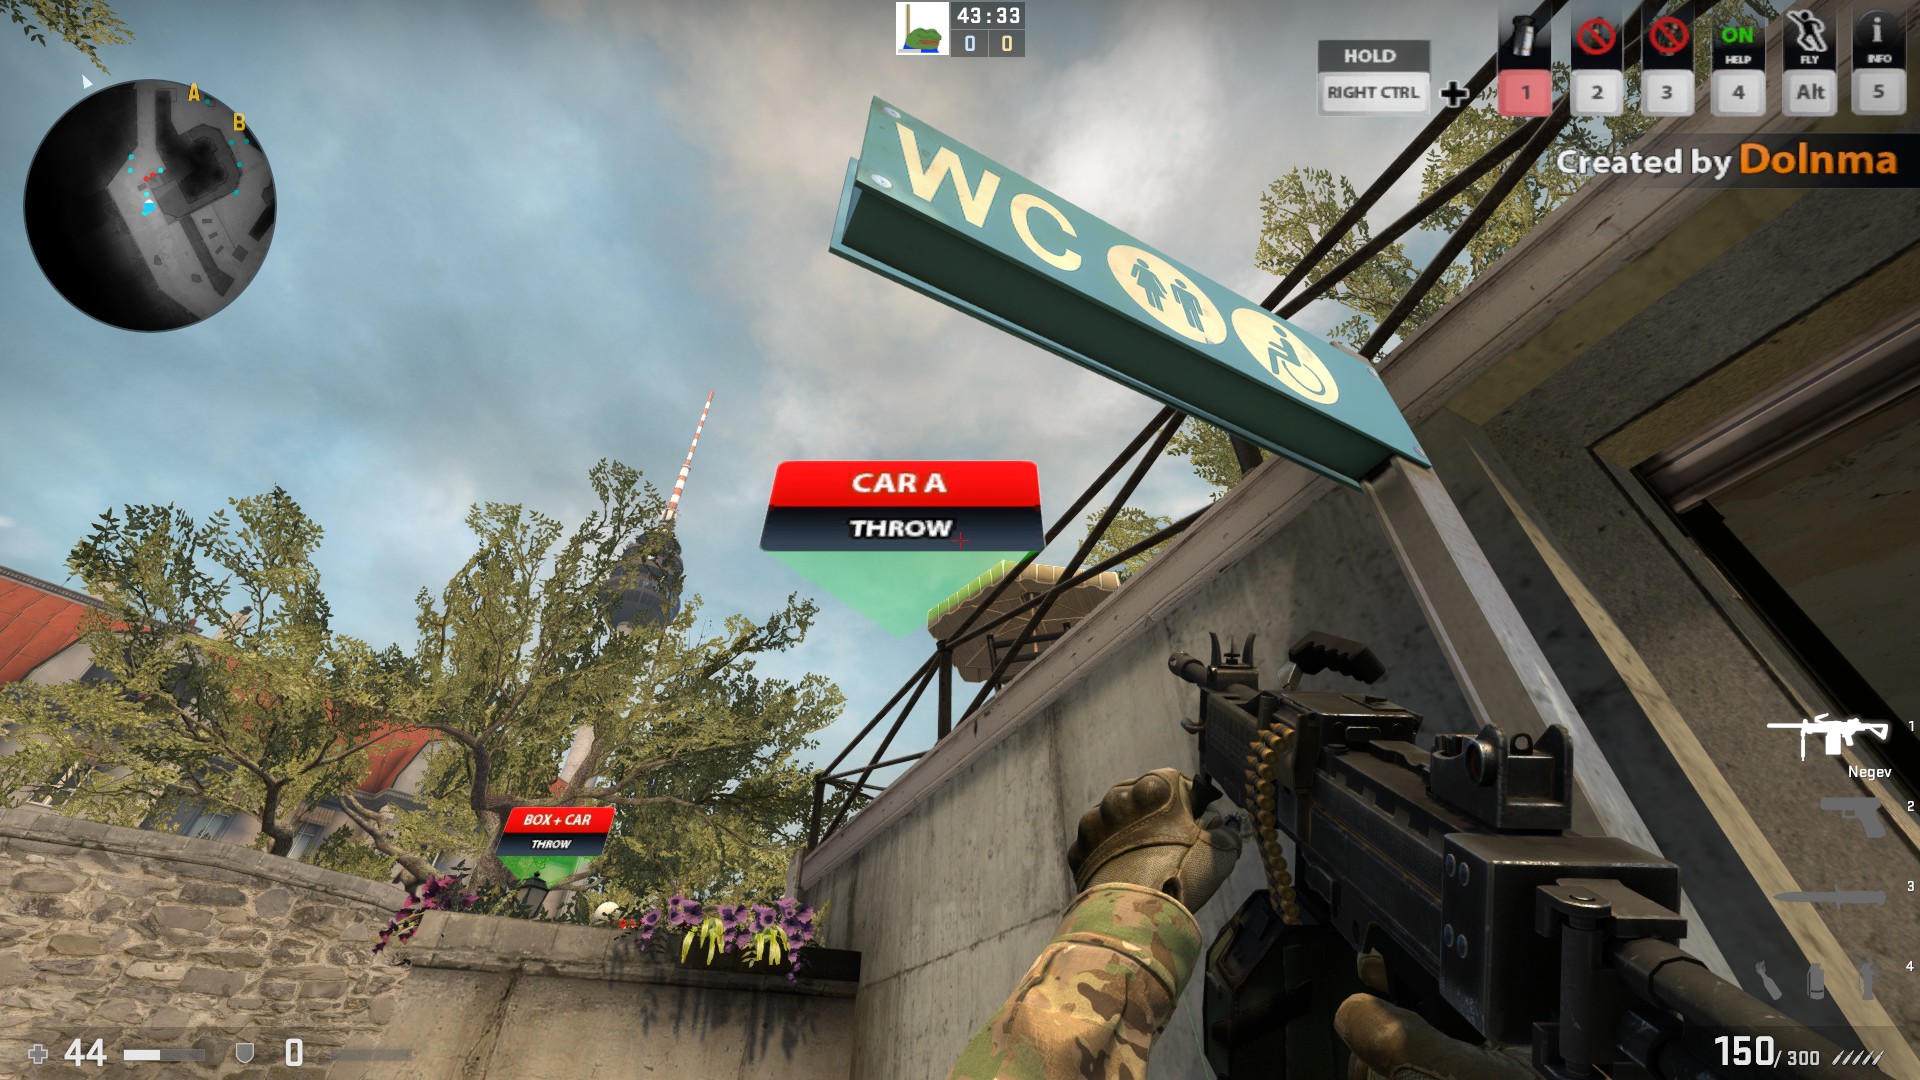 43:33
0 0
HOLD
RIGHT CTRL
ON
HELP
FLY
INFO
1 2 3 4 Alt 5
Created by Dolnma
A
B
WC
CAR A
THROW
BOX + CAR
THROW
1
Negev
2
3
4
44
0
150/ 300